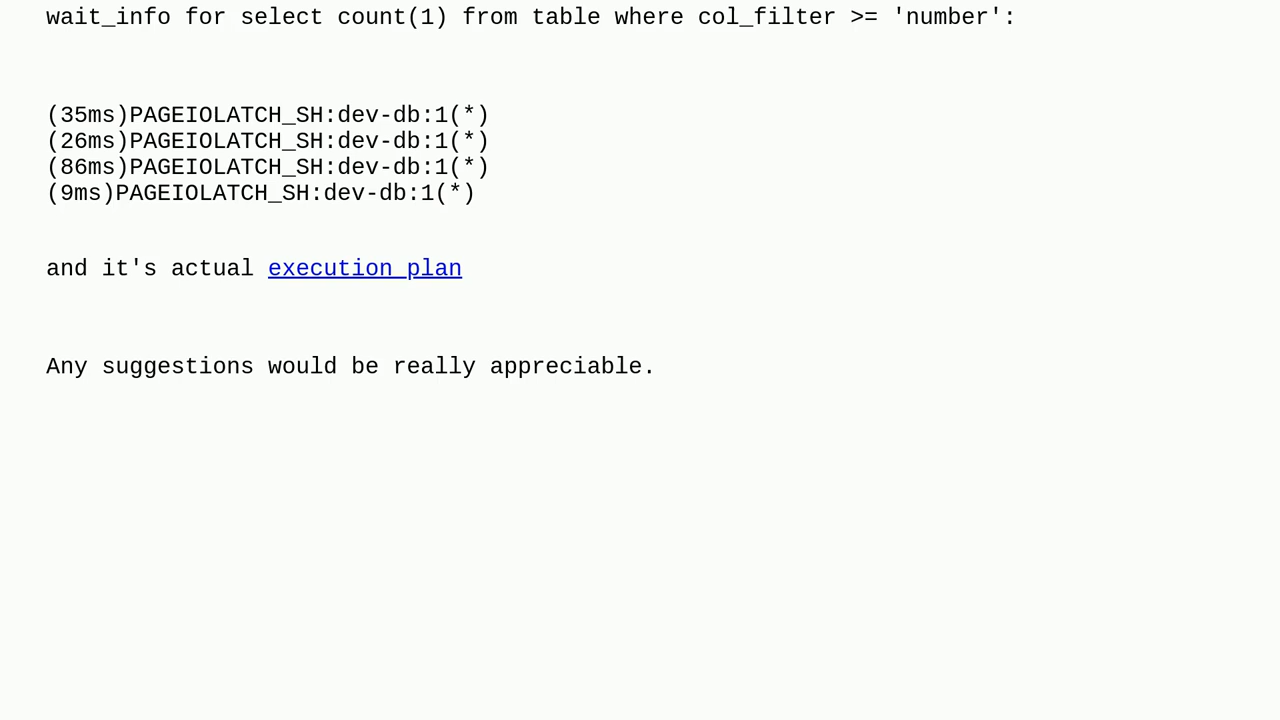 wait_info for select count(1) from table where col_filter >= 'number':
(35ms)PAGEIOLATCH_SH:dev-db:1(*)
(26ms)PAGEIOLATCH_SH:dev-db:1(*)
(86ms)PAGEIOLATCH_SH:dev-db:1(*)
(9ms)PAGEIOLATCH_SH:dev-db:1(*)
and it's actual execution plan
Any suggestions would be really appreciable.